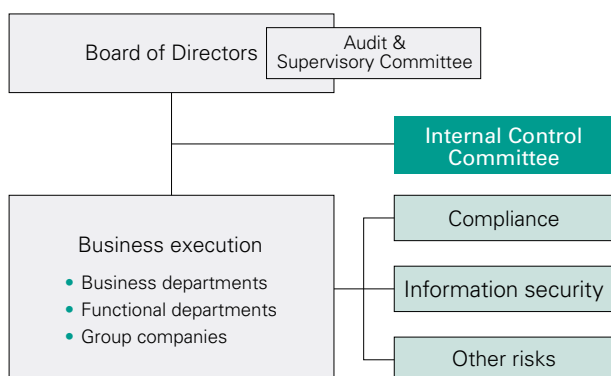 Board of Directors
Audit &
Supervisory Committee
Internal Control
Committee
Business execution
• Business departments
• Functional departments
• Group companies
Compliance
Information security
Other risks